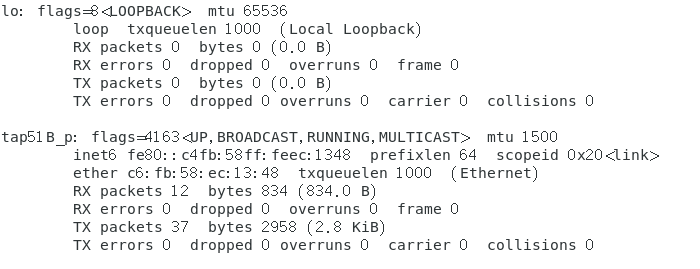 lo: flags=8<LOOPBACK>  mtu 65536
        loop  txqueuelen 1000  (Local Loopback)
        RX packets 0  bytes 0 (0.0 B)
        RX errors 0  dropped 0  overruns 0  frame 0
        TX packets 0  bytes 0 (0.0 B)
        TX errors 0  dropped 0 overruns 0  carrier 0  collisions 0

tap51B_p: flags=4163<UP,BROADCAST,RUNNING,MULTICAST>  mtu 1500
        inet6 fe80::c4fb:58ff:feec:1348  prefixlen 64  scopeid 0x20<link>
        ether c6:fb:58:ec:13:48  txqueuelen 1000  (Ethernet)
        RX packets 12  bytes 834 (834.0 B)
        RX errors 0  dropped 0  overruns 0  frame 0
        TX packets 37  bytes 2958 (2.8 KiB)
        TX errors 0  dropped 0 overruns 0  carrier 0  collisions 0